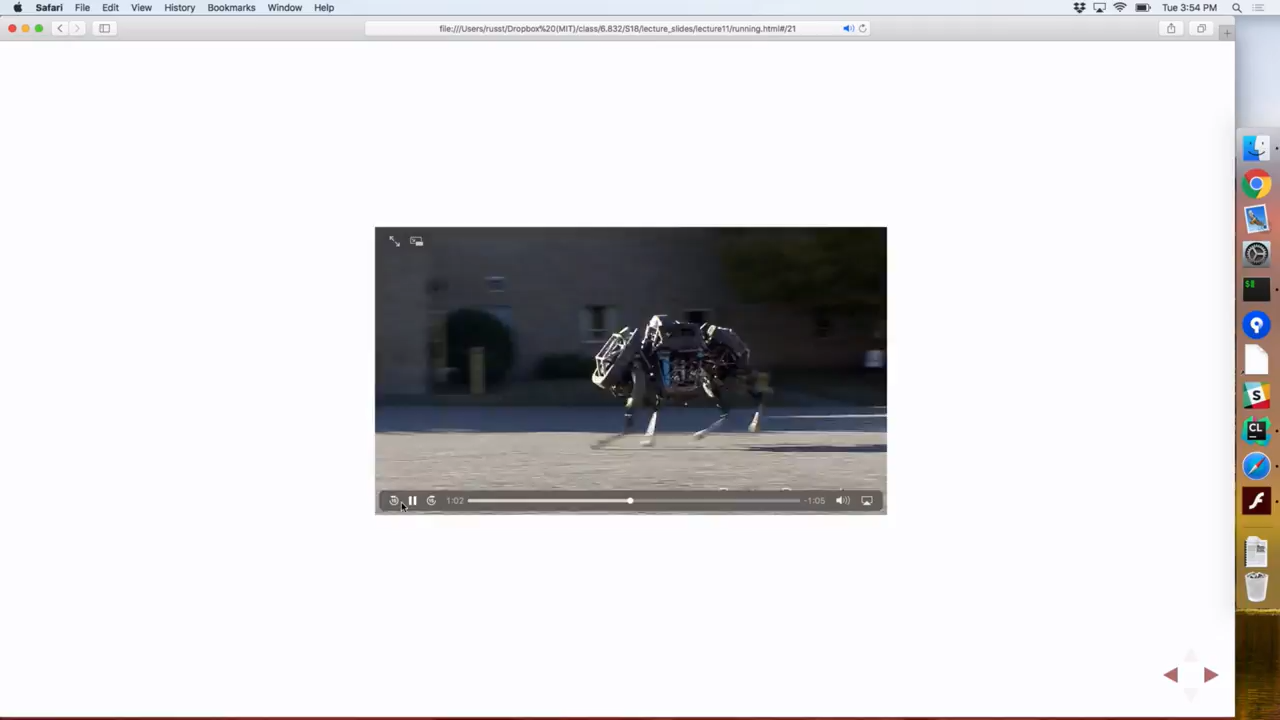 Safari File Edit View History Bookmarks Window Help Tue 3:54 PM
file:///Users/russt/Dropbox%20(MIT)/class/6.832/S18/lecture_slides/lecture11/running.html#/21
1:02 -1:05
S
CL